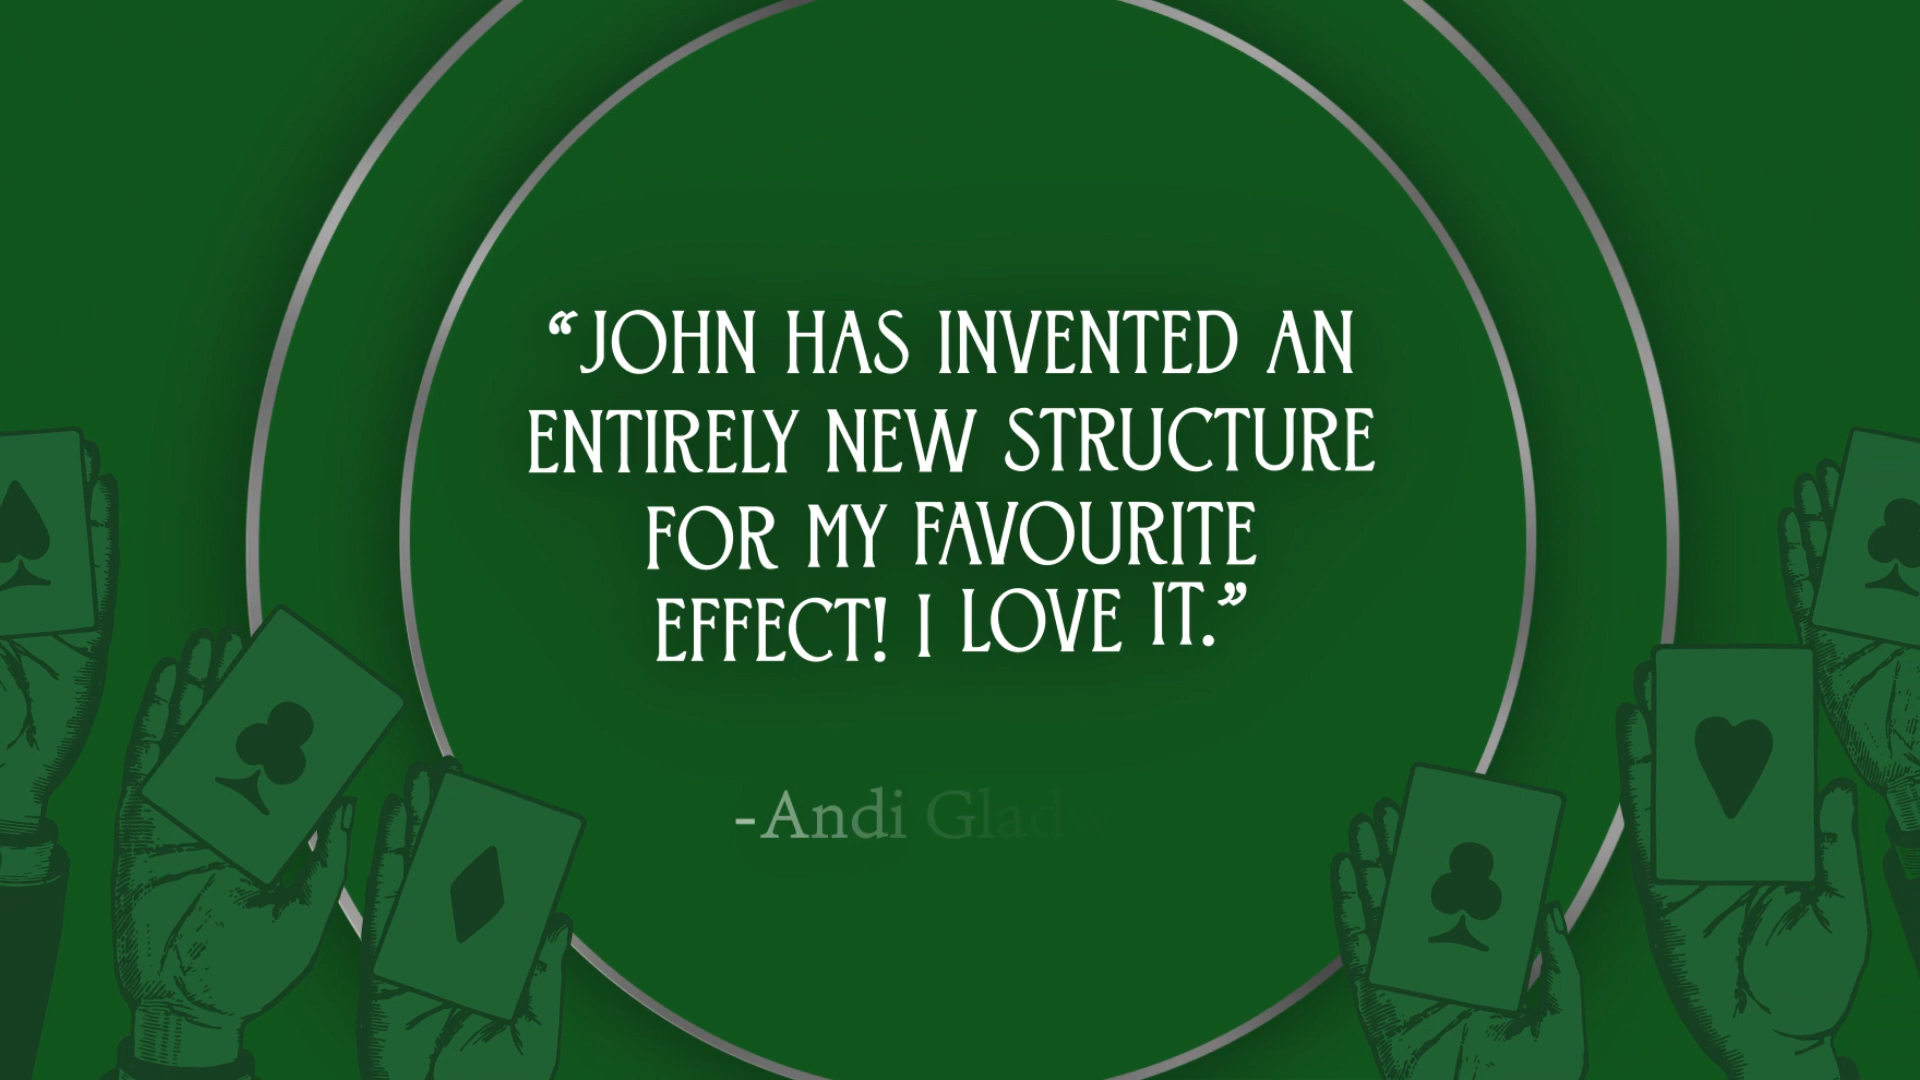 “JOHN HAS INVENTED AN
ENTIRELY NEW STRUCTURE
FOR MY FAVOURITE
EFFECT! I LOVE IT.”
-Andi